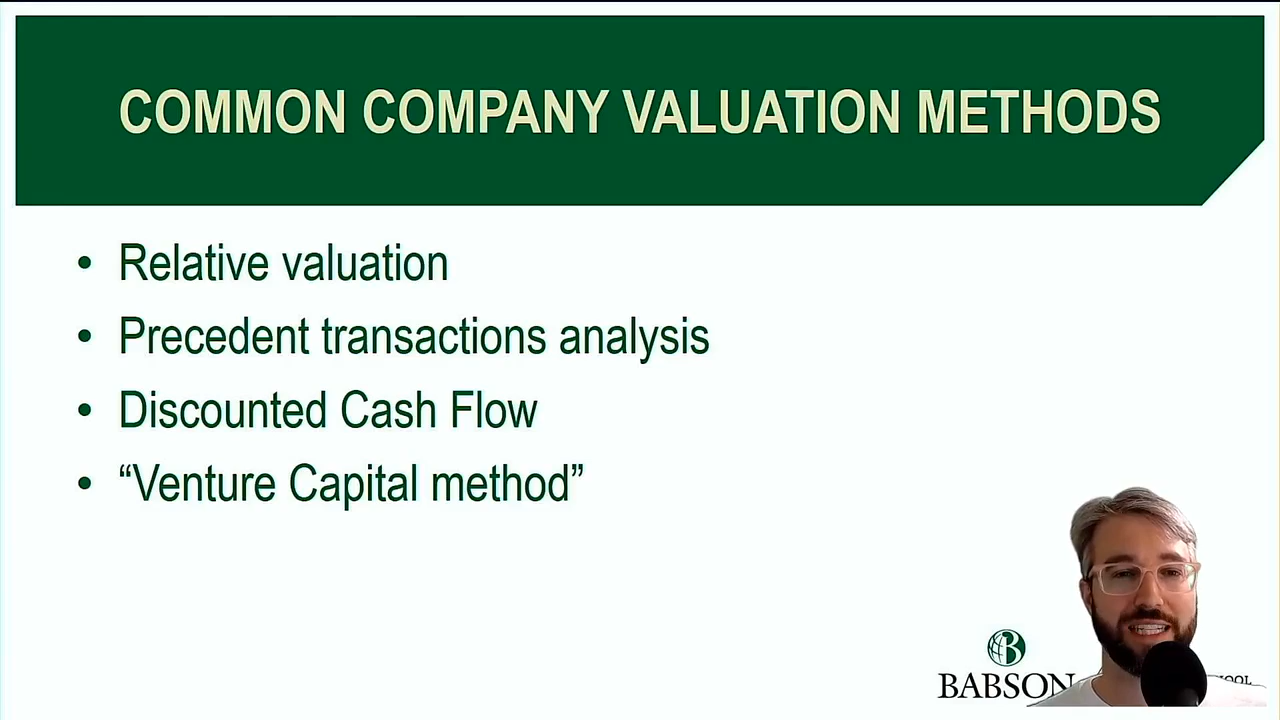 COMMON COMPANY VALUATION METHODS
• Relative valuation
• Precedent transactions analysis
• Discounted Cash Flow
• “Venture Capital method”
B
BABSON